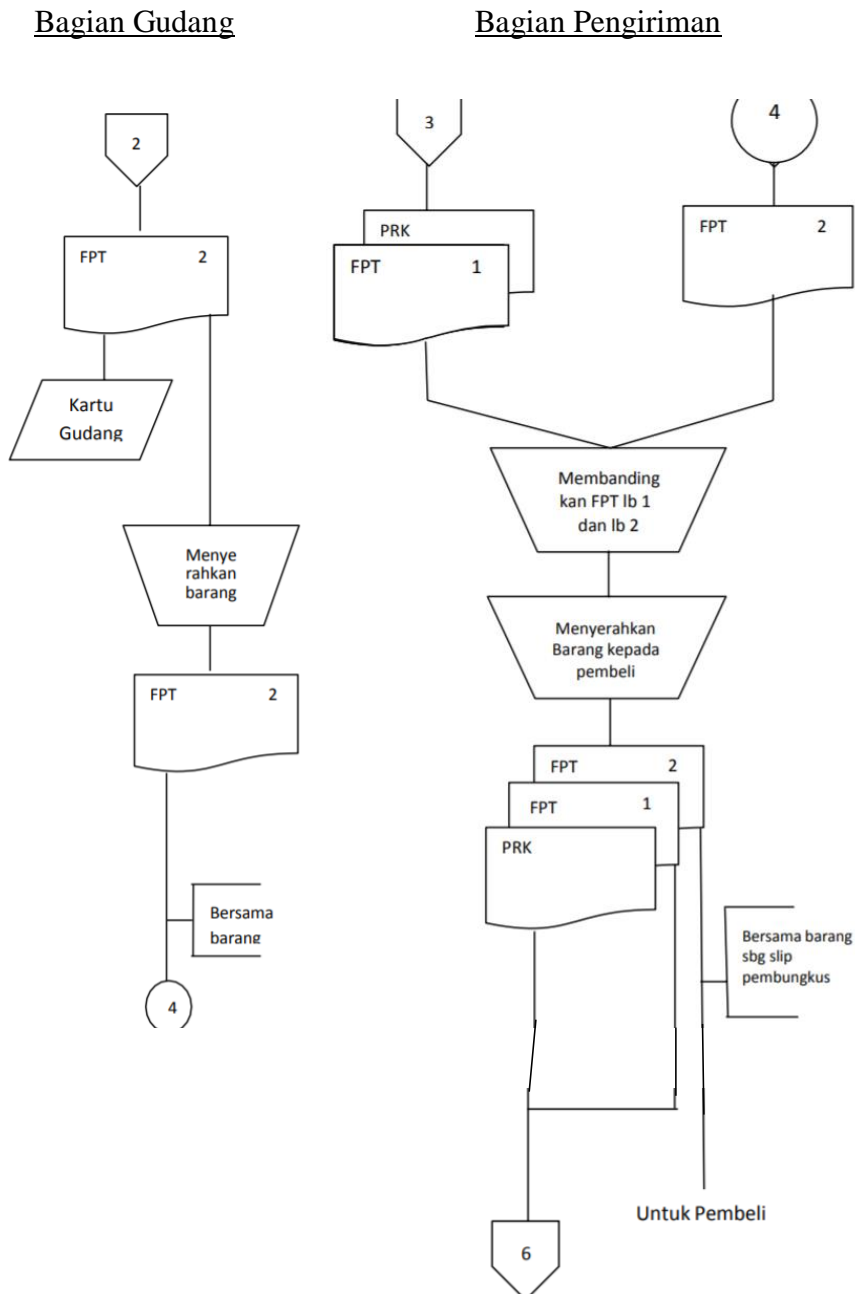 Bagian Gudang
Bagian Pengiriman
2
FPT 2
Kartu
Gudang
Menye
rahkan
barang
FPT 2
Bersama
barang
4
3
4
PRK
FPT 1
FPT 2
Membanding
kan FPT lb 1
dan lb 2
Menyerahkan
Barang kepada
pembeli
FPT 2
FPT 1
PRK
Bersama barang
sbg slip
pembungkus
Untuk Pembeli
6